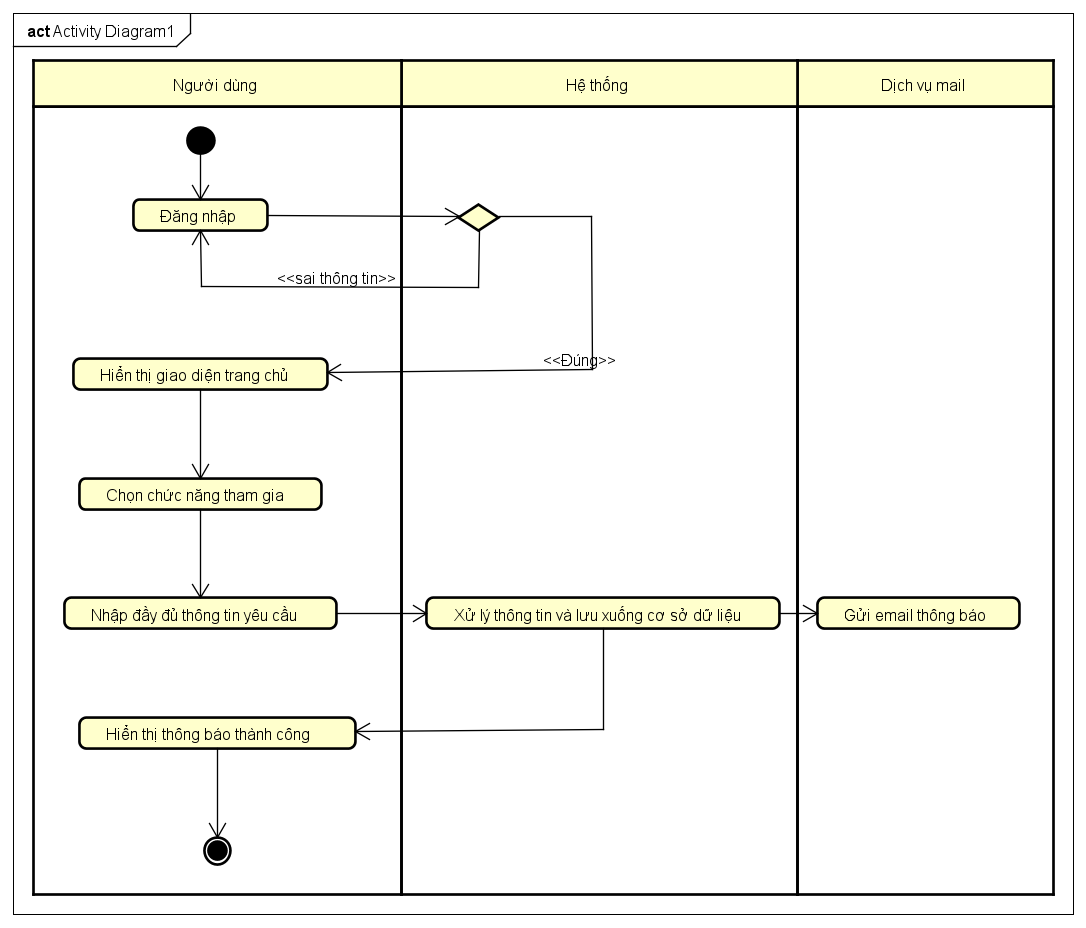 act Activity Diagram1
Người dùng
Hệ thống
Dịch vụ mail
Đăng nhập
<<sai thông tin>>
<<Đúng>>
Hiển thị giao diện trang chủ
Chọn chức năng tham gia
Nhập đầy đủ thông tin yêu cầu
Xử lý thông tin và lưu xuống cơ sở dữ liệu
Gửi email thông báo
Hiển thị thông báo thành công